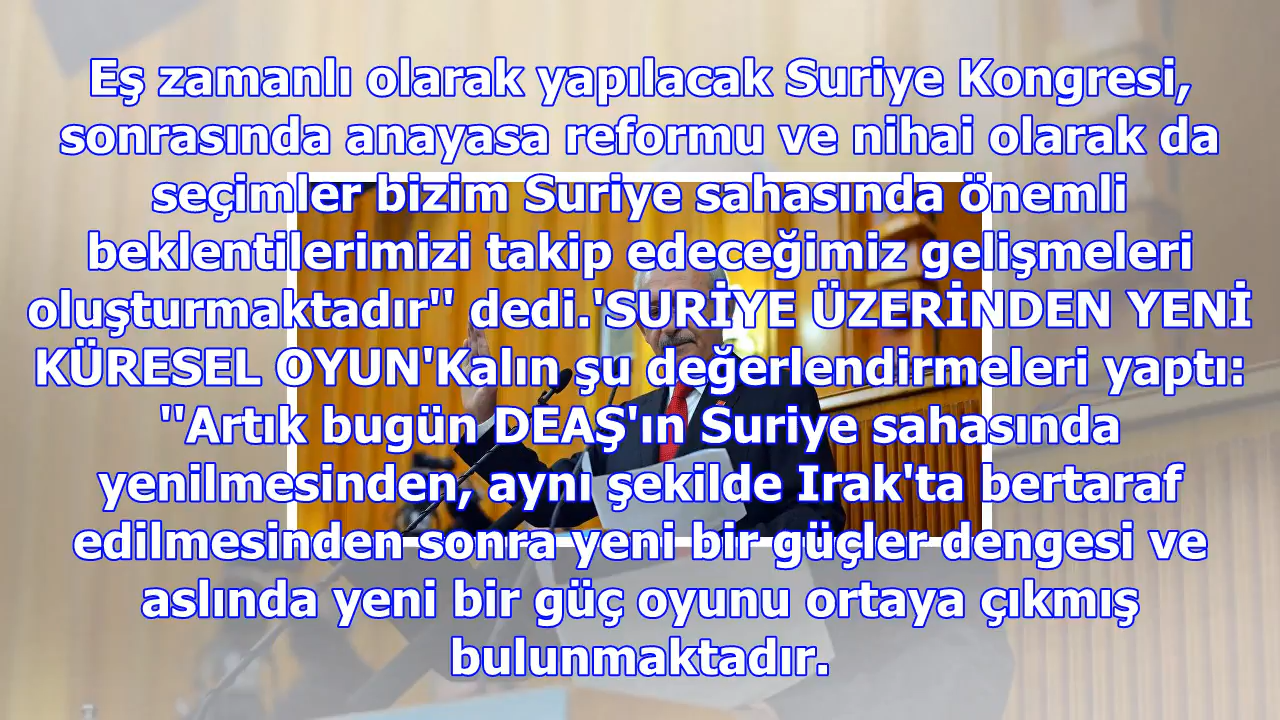 Eş zamanlı olarak yapılacak Suriye Kongresi,
sonrasında anayasa reformu ve nihai olarak da
seçimler bizim Suriye sahasında önemli
beklentilerimizi takip edeceğimiz gelişmeleri
oluşturmaktadır'' dedi.'SURİYE ÜZERİNDEN YENİ
KÜRESEL OYUN'Kalın şu değerlendirmeleri yaptı:
''Artık bugün DEAŞ'ın Suriye sahasında
yenilmesinden, aynı şekilde Irak'ta bertaraf
edilmesinden sonra yeni bir güçler dengesi ve
aslında yeni bir güç oyunu ortaya çıkmış
bulunmaktadır.